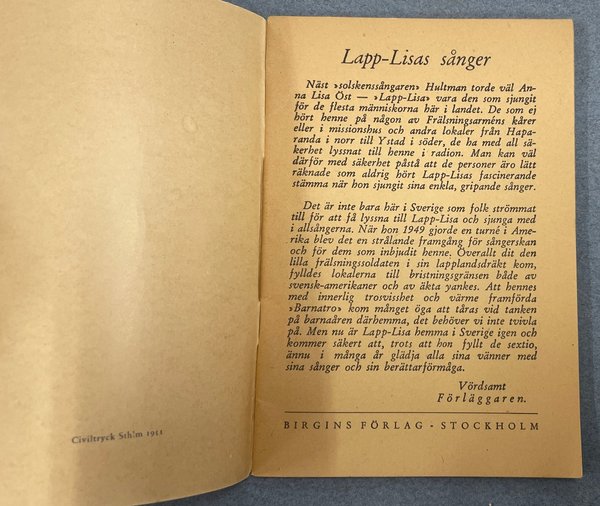 Civiltryck Sthlm 1951
Lapp-Lisas sånger
Näst »solskenssångaren» Hultman torde väl An-
na Lisa Öst — »Lapp-Lisa» vara den som sjungit
för de flesta människorna här i landet. De som ej
hört henne på någon av Frälsningsarméns kårer
eller i missionshus och andra lokaler från Hapa-
randa i norr till Ystad i söder, de ha med all sä-
kerhet lyssnat till henne i radion. Man kan väl
därför med säkerhet påstå att de personer äro lätt
räknade som aldrig hört Lapp-Lisas fascinerande
stämma när hon sjungit sina enkla, gripande sånger.
Det är inte bara här i Sverige som folk strömmat
till för att få lyssna till Lapp-Lisa och sjunga med
i allsångerna. När hon 1949 gjorde en turné i Ame-
rika blev det en strålande framgång för sångerskan
och för dem som inbjudit henne. Överallt dit den
lilla frälsningssoldaten i sin lapplandsdräkt kom,
fylldes lokalerna till bristningsgränsen både av
svensk-amerikaner och av äkta yankes. Att hennes
med innerlig trosvisshet och värme framförda
»Barnatro» kom månget öga att tåras vid tanken
på barnaåren därhemma, det behöver vi inte tvivla
på. Men nu är Lapp-Lisa hemma i Sverige igen och
kommer säkert att, trots att hon fyllt de sextio,
ännu i många år glädja alla sina vänner med
sina sånger och sin berättarförmåga.
Vördsamt
Förläggaren.
BIRGINS FÖRLAG - STOCKHOLM